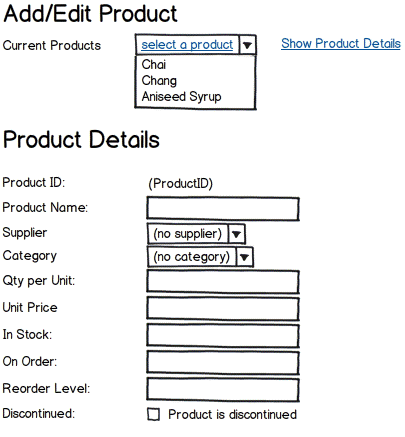 Add/Edit Product
Current Products select a product Show Product Details
Chai
Chang
Aniseed Syrup
Product Details
Product ID: (ProductID)
Product Name:
Supplier (no supplier)
Category (no category)
Qty per Unit:
Unit Price
In Stock:
On Order:
Reorder Level:
Discontinued: Product is discontinued